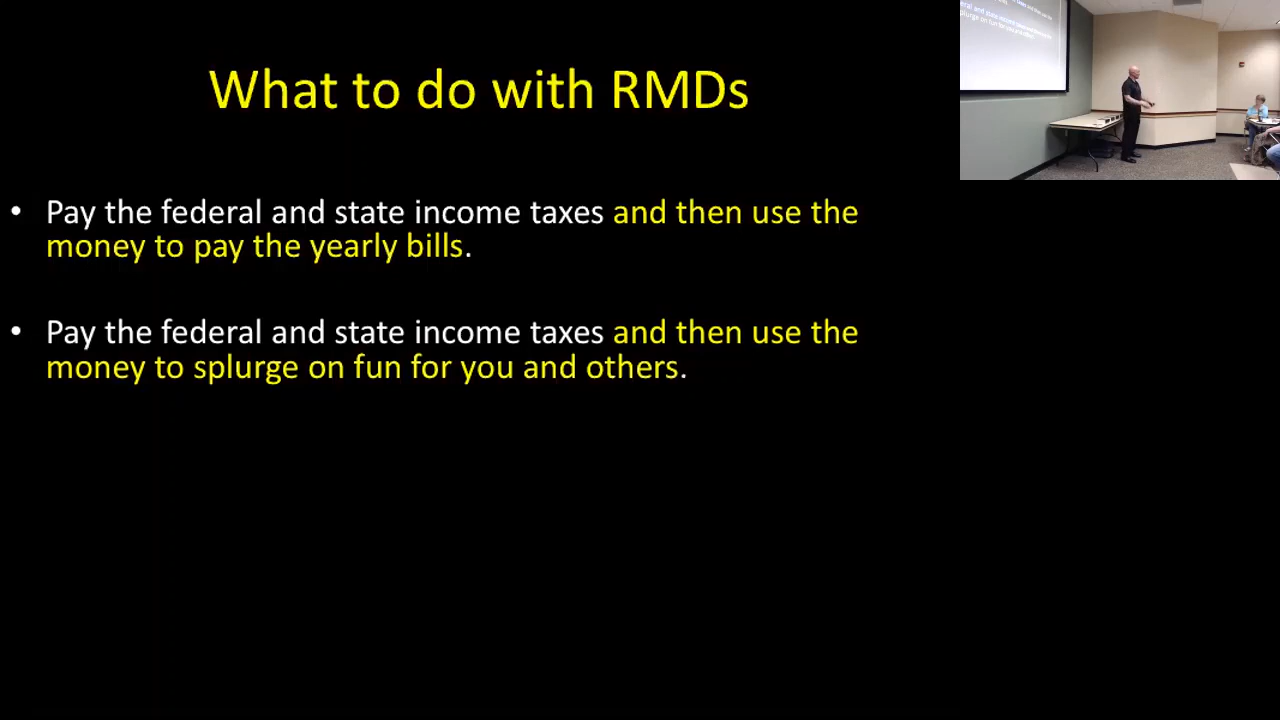 What to do with RMDs
• Pay the federal and state income taxes and then use the
money to pay the yearly bills.
• Pay the federal and state income taxes and then use the
money to splurge on fun for you and others.